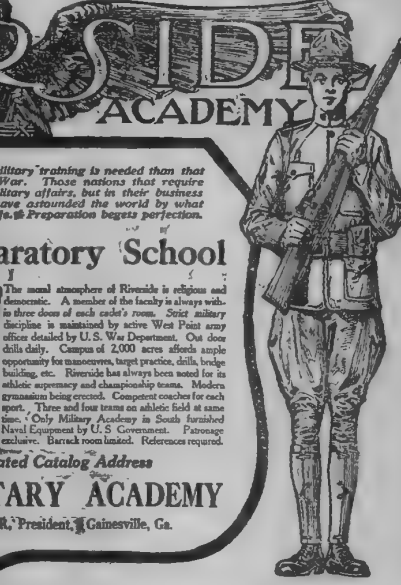 RSIDE
ACADEMY
ilitary training is needed than that
War. Those nations that require
litary affairs, but in their business
ave astounded the world by what
fe. Preparation begets perfection.
aratory School
The moral atmosphere of Riverside is religious and
democratic. A member of the faculty is always with-
in three doors of each cadet's room. Strict military
discipline is maintained by active West Point army
officer detailed by U. S. War Department. Out door
drills daily. Campus of 2,000 acres affords ample
opportunity for manoeuvres, target practice, drills, bridge
building, etc. Riverside has always been noted for its
athletic supremacy and championship teams. Modern
gymnasium being erected. Competent coaches for each
sport. Three and four teams on athletic field at same
time. Only Military Academy in South furnished
Naval Equipment by U. S Government. Patronage
exclusive. Barrack room limited. References required.
ated Catalog Address
TARY ACADEMY
R, President, Gainesville, Ga.